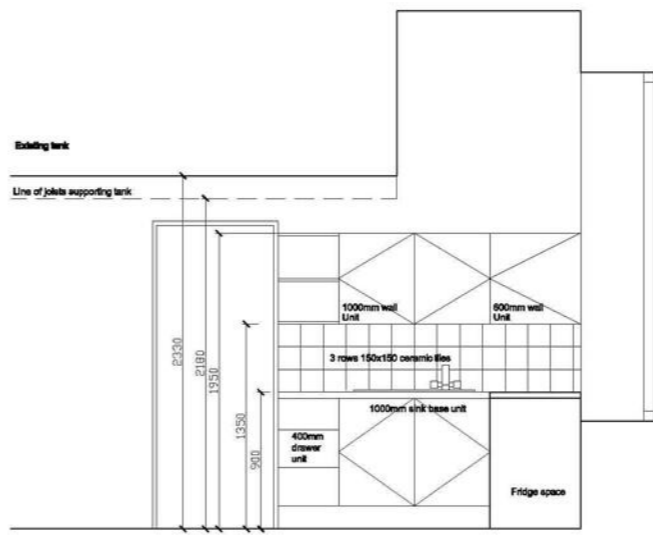 Existing tank
Line of joists supporting tank
1000mm wall
Unit
600mm wall
Unit
2330
2180
1950
1350
900
3 rows 150x150 ceramic tiles
1000mm sink base unit
400mm
drawer
unit
Fridge space